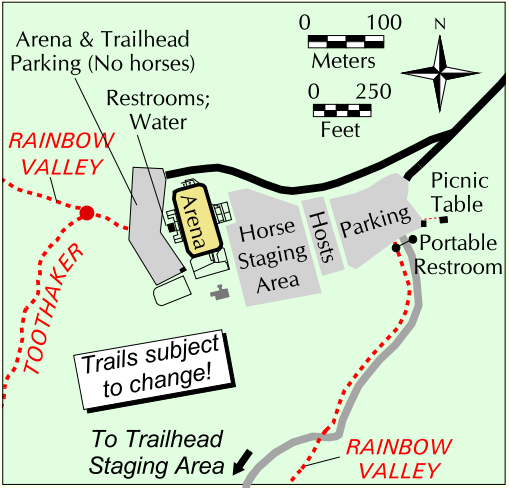 Arena & Trailhead
Parking (No horses)
0 100
Meters
N
Restrooms;
Water
0 250
Feet
RAINBOW
VALLEY
Picnic
Table
Arena
Horse
Staging
Area
Hosts
Parking
Portable
Restroom
TOOTHAKER
Trails subject
to change!
To Trailhead
Staging Area
RAINBOW
VALLEY